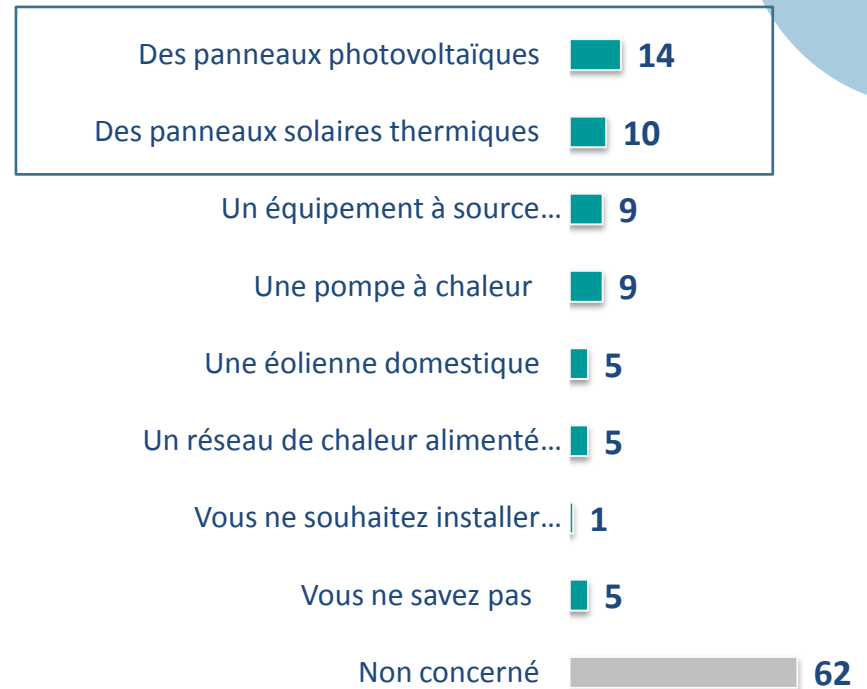 Des panneaux photovoltaïques 14
Des panneaux solaires thermiques 10
Un équipement à source... 9
Une pompe à chaleur 9
Une éolienne domestique 5
Un réseau de chaleur alimenté... 5
Vous ne souhaitez installer... 1
Vous ne savez pas 5
Non concerné 62